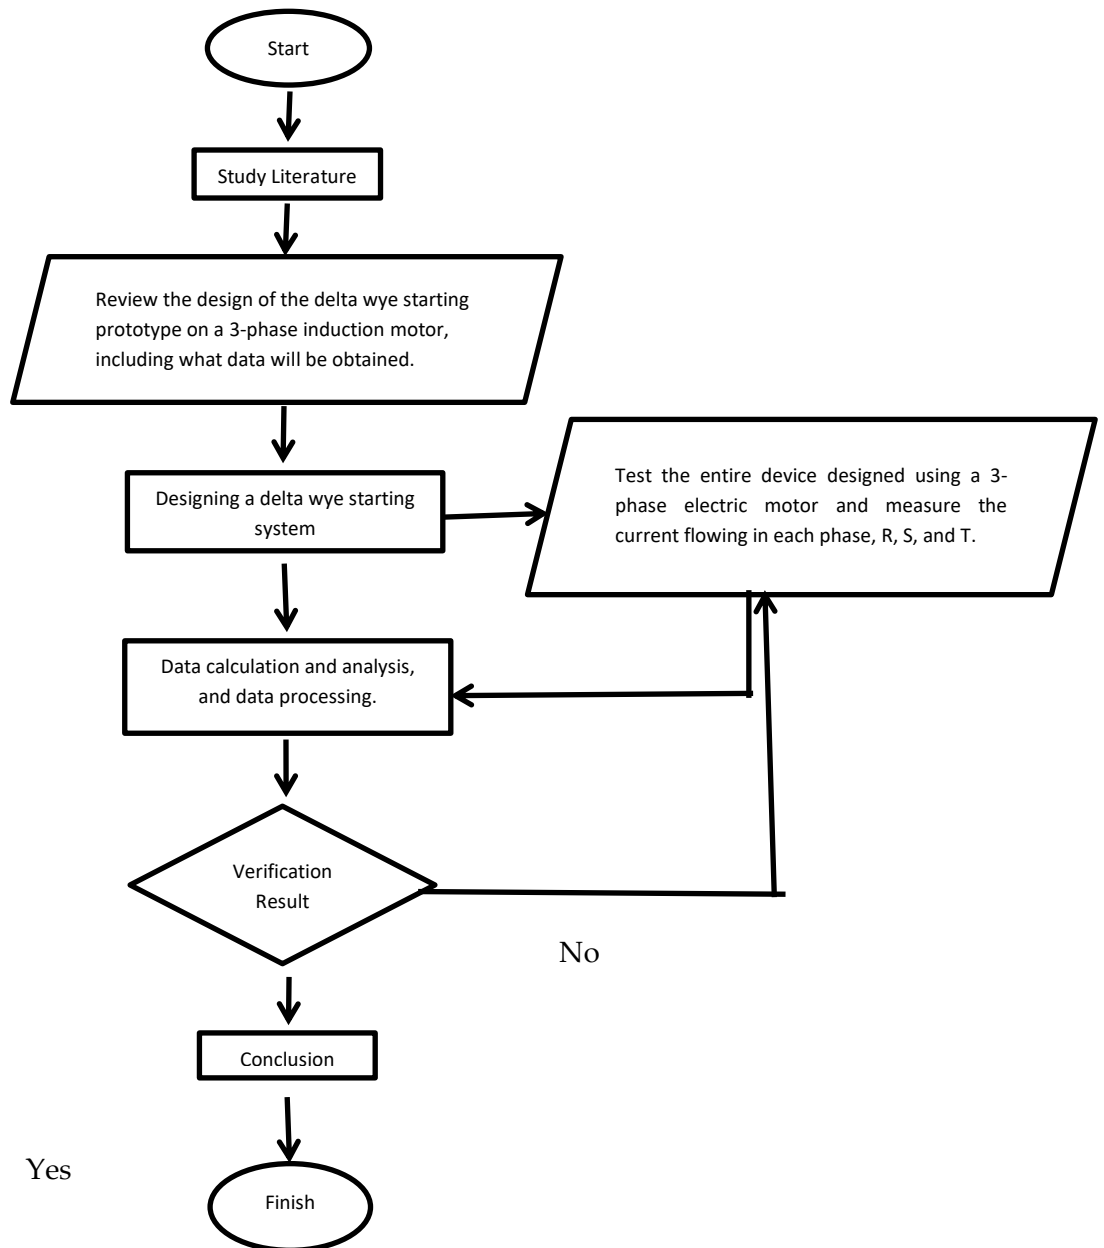 Start
Study Literature
Review the design of the delta wye starting
prototype on a 3-phase induction motor,
including what data will be obtained.
Designing a delta wye starting
system
Test the entire device designed using a 3-
phase electric motor and measure the
current flowing in each phase, R, S, and T.
Data calculation and analysis,
and data processing.
Verification
Result
No
Conclusion
Yes
Finish